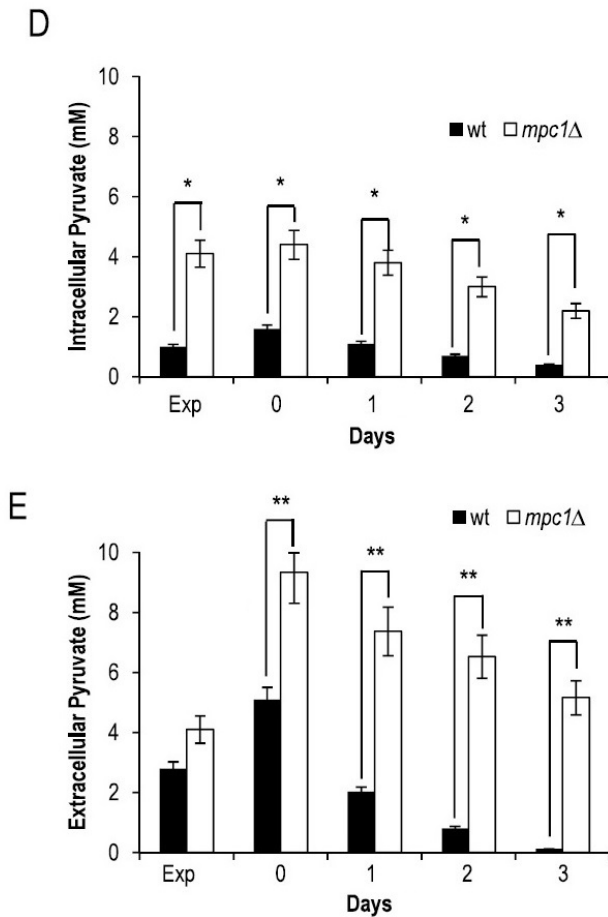 D
Intracellular Pyruvate (mM)
10
8
6
4
2
0
wt mpc1Δ
* * * * *
Exp 0 1 2 3
Days
E
Extracellular Pyruvate (mM)
10
8
6
4
2
0
wt mpc1Δ
** ** ** **
Exp 0 1 2 3
Days